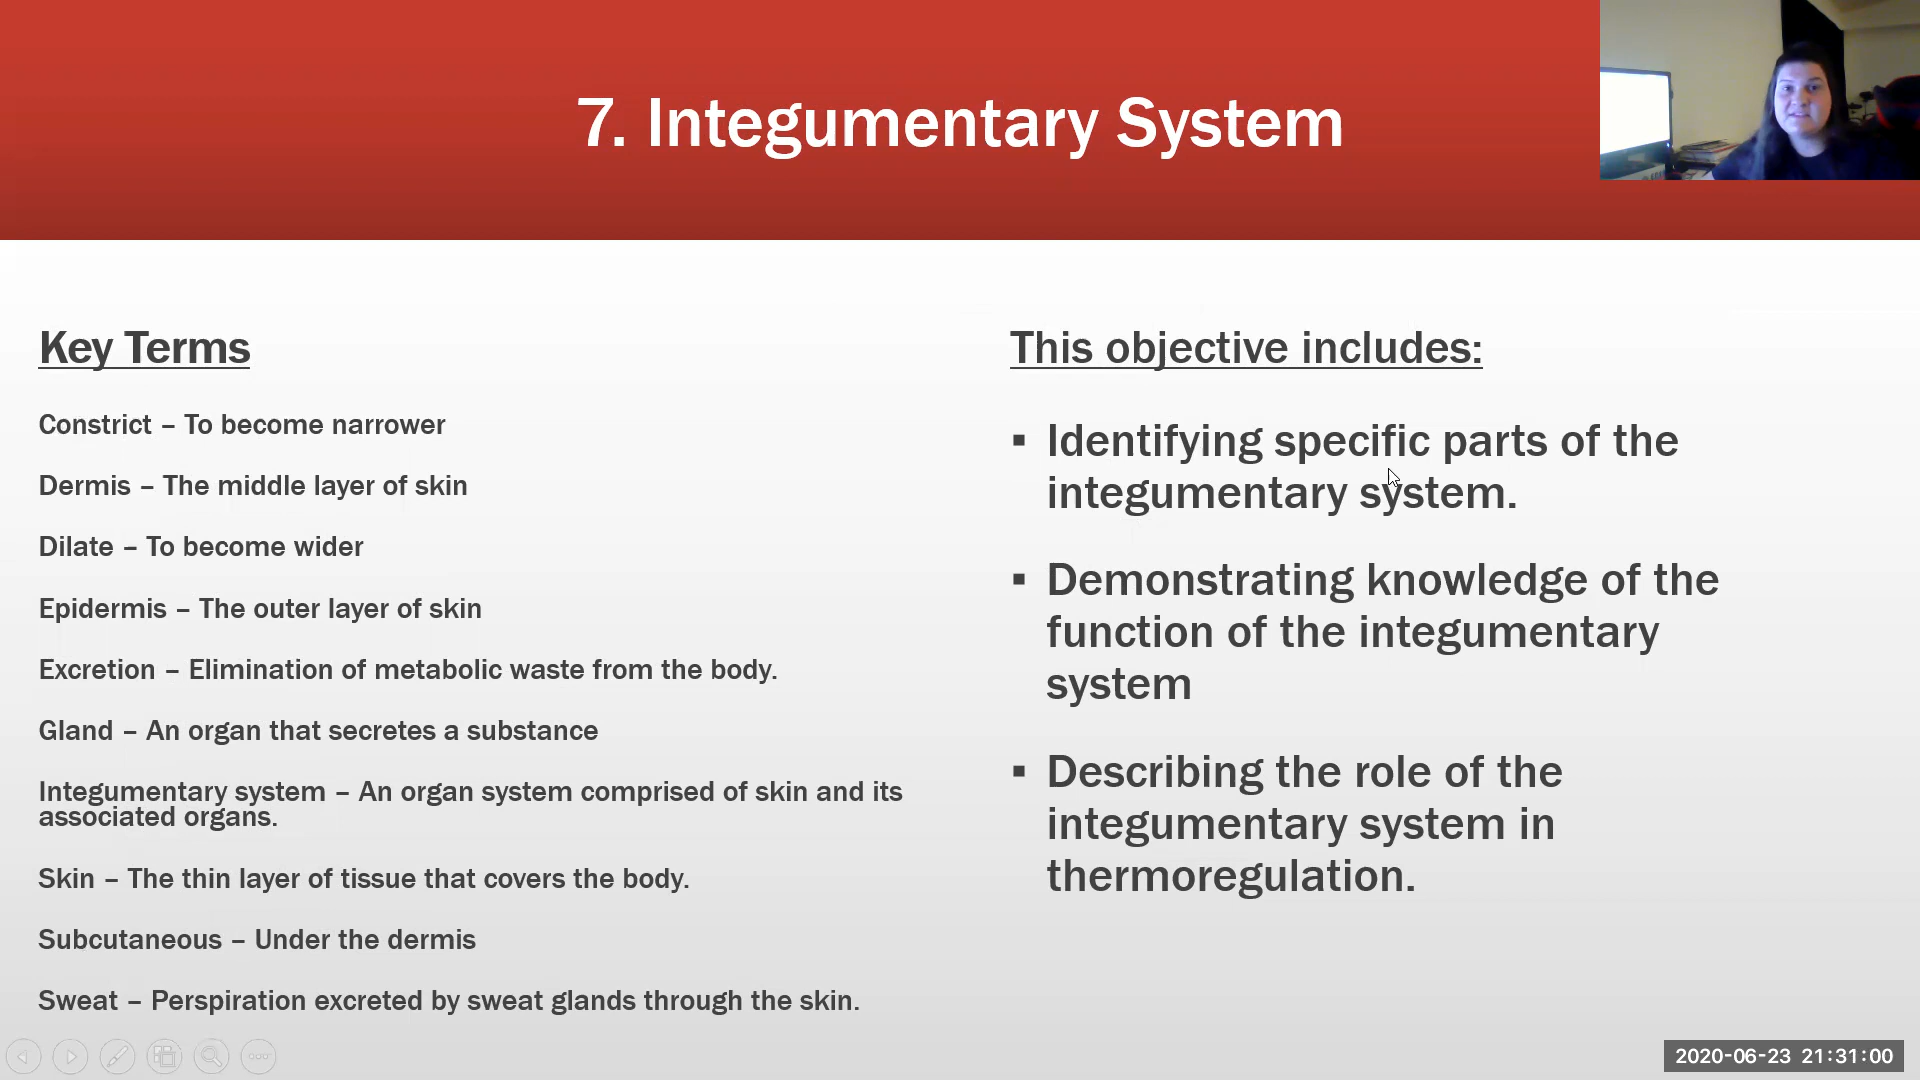 7. Integumentary System
Key Terms
Constrict – To become narrower
Dermis – The middle layer of skin
Dilate – To become wider
Epidermis – The outer layer of skin
Excretion – Elimination of metabolic waste from the body.
Gland – An organ that secretes a substance
Integumentary system – An organ system comprised of skin and its
associated organs.
Skin – The thin layer of tissue that covers the body.
Subcutaneous – Under the dermis
Sweat – Perspiration excreted by sweat glands through the skin.
This objective includes:
▪ Identifying specific parts of the
integumentary system.
▪ Demonstrating knowledge of the
function of the integumentary
system
▪ Describing the role of the
integumentary system in
thermoregulation.
2020-06-23 21:31:00